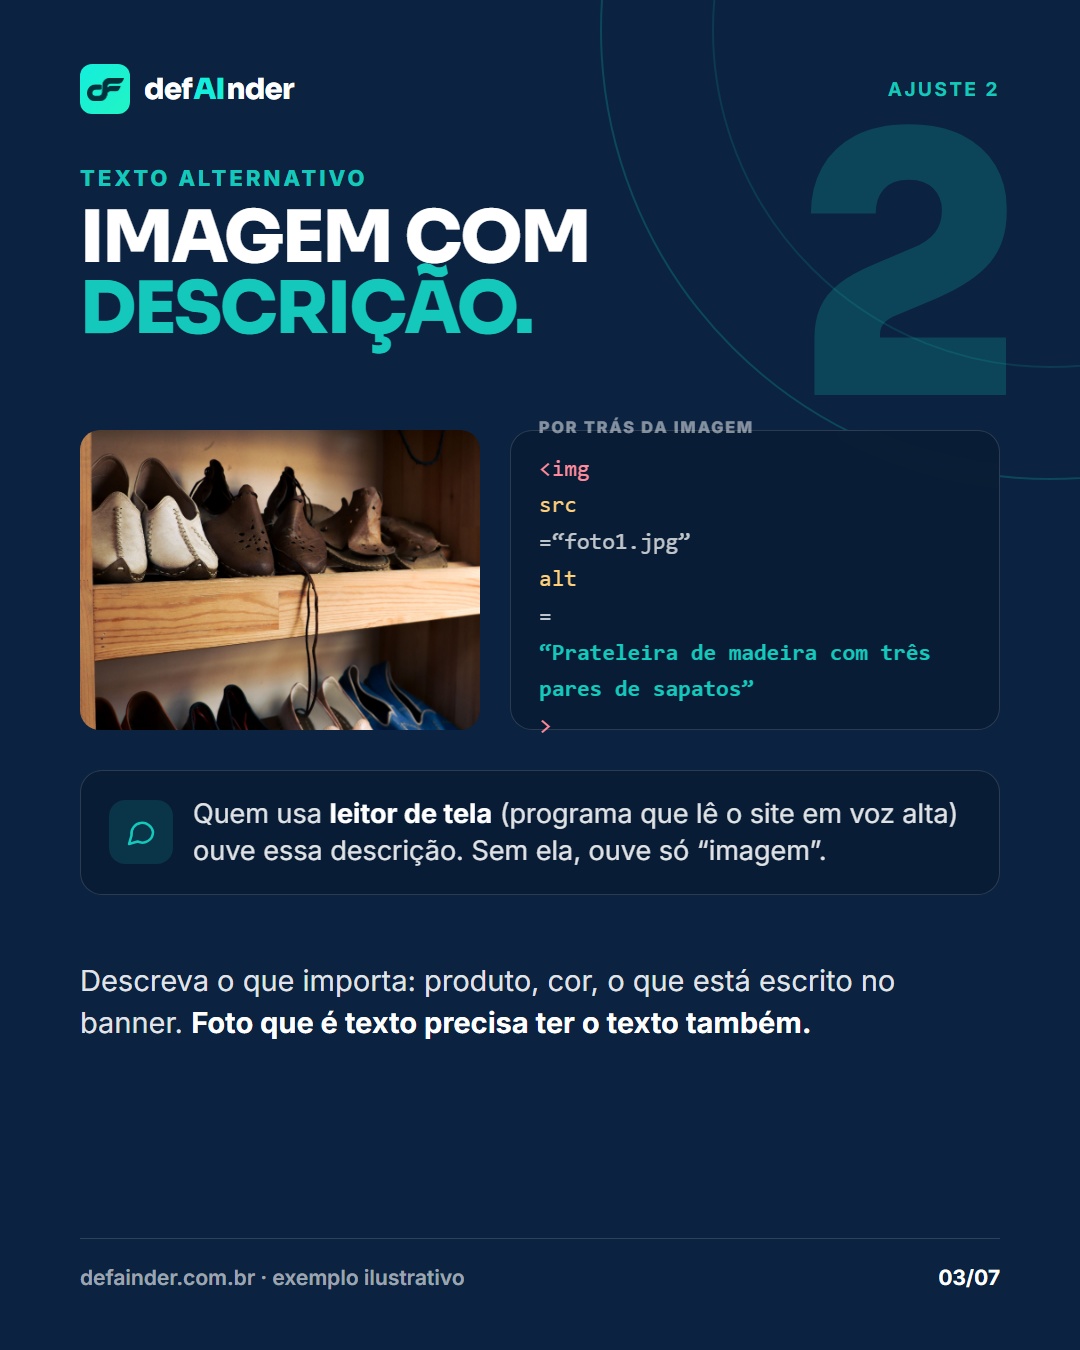 defAInder
AJUSTE 2
2
TEXTO ALTERNATIVO
IMAGEM COM
DESCRIÇÃO.
POR TRÁS DA IMAGEM
<img
src
=“foto1.jpg”
alt
=
“Prateleira de madeira com três
pares de sapatos”
>
Quem usa leitor de tela (programa que lê o site em voz alta)
ouve essa descrição. Sem ela, ouve só “imagem”.
Descreva o que importa: produto, cor, o que está escrito no
banner. Foto que é texto precisa ter o texto também.
defainder.com.br · exemplo ilustrativo
03/07